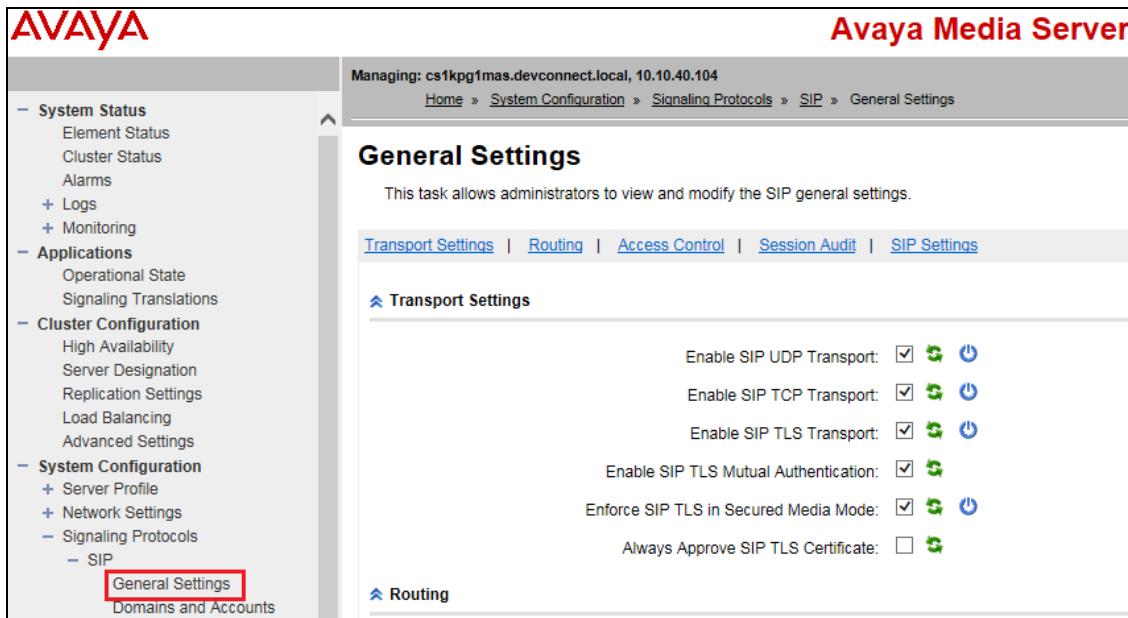 AVAYA
Avaya Media Server
Managing: cs1kpg1mas.devconnect.local, 10.10.40.104
Home » System Configuration » Signaling Protocols » SIP » General Settings
− System Status
Element Status
Cluster Status
Alarms
+ Logs
+ Monitoring
− Applications
Operational State
Signaling Translations
− Cluster Configuration
High Availability
Server Designation
Replication Settings
Load Balancing
Advanced Settings
− System Configuration
+ Server Profile
+ Network Settings
− Signaling Protocols
− SIP
General Settings
Domains and Accounts
General Settings
This task allows administrators to view and modify the SIP general settings.
Transport Settings | Routing | Access Control | Session Audit | SIP Settings
Transport Settings
Enable SIP UDP Transport:
Enable SIP TCP Transport:
Enable SIP TLS Transport:
Enable SIP TLS Mutual Authentication:
Enforce SIP TLS in Secured Media Mode:
Always Approve SIP TLS Certificate:
Routing